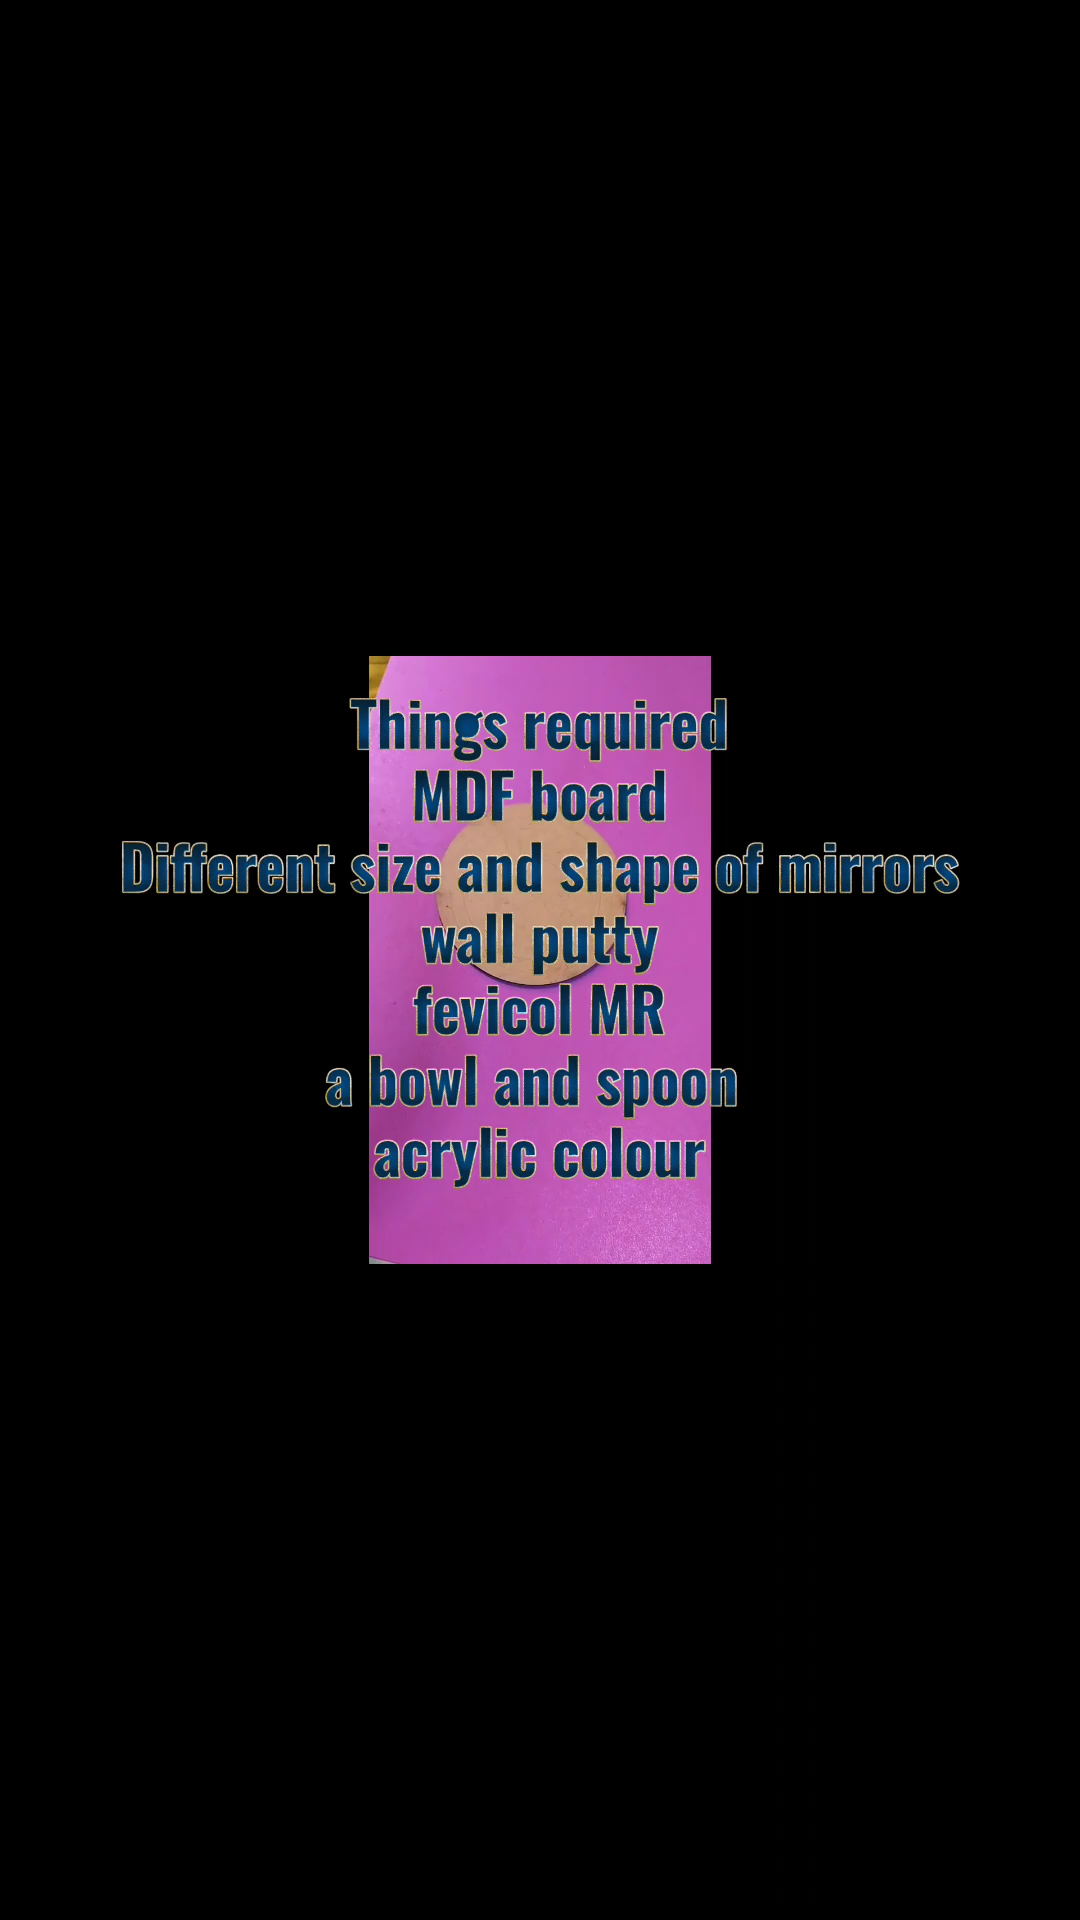 Things required
MDF board
Different size and shape of mirrors
wall putty
fevicol MR
a bowl and spoon
acrylic colour